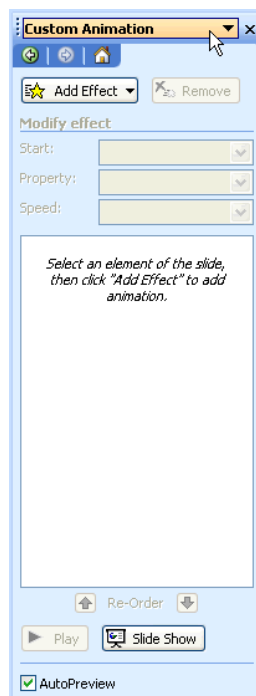 Custom Animation
Add Effect Remove
Modify effect
Start:
Property:
Speed:
Select an element of the slide,
then click "Add Effect" to add
animation.
Re-Order
Play Slide Show
AutoPreview